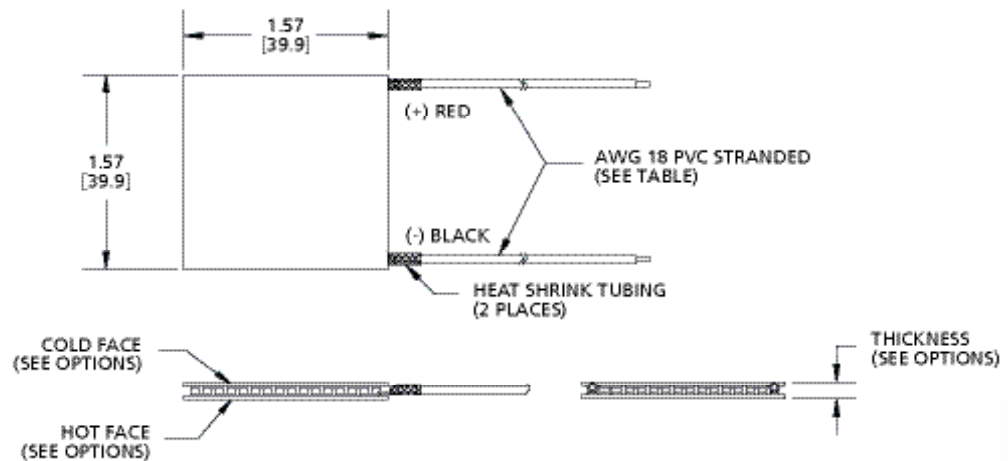 1.57
[39.9]
(+) RED
1.57
[39.9]
AWG 18 PVC STRANDED
(SEE TABLE)
(-) BLACK
HEAT SHRINK TUBING
(2 PLACES)
COLD FACE
(SEE OPTIONS)
THICKNESS
(SEE OPTIONS)
HOT FACE
(SEE OPTIONS)